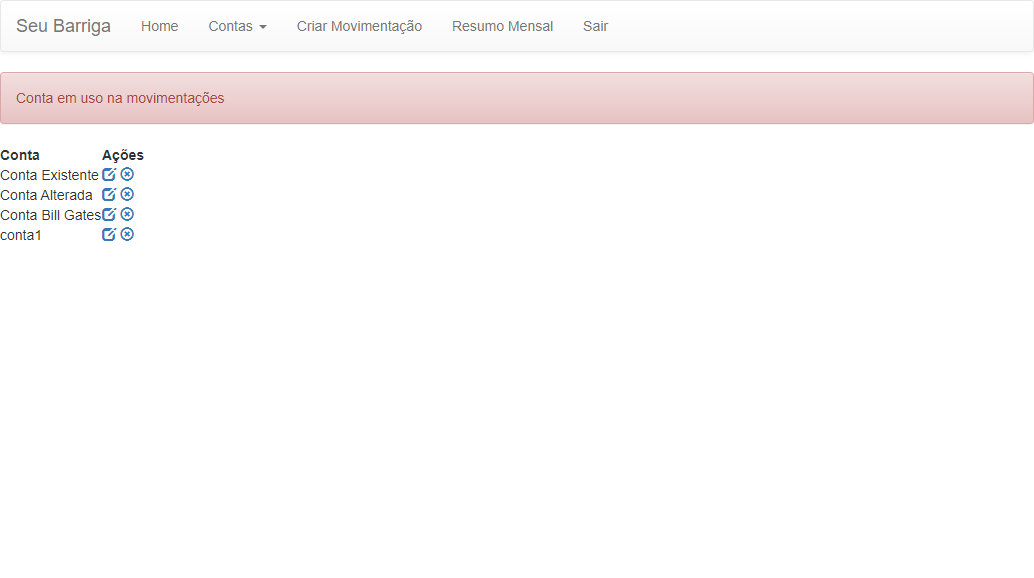 Seu Barriga Home Contas Criar Movimentação Resumo Mensal Sair
Conta em uso na movimentações
Conta Ações
Conta Existente
Conta Alterada
Conta Bill Gates
conta1